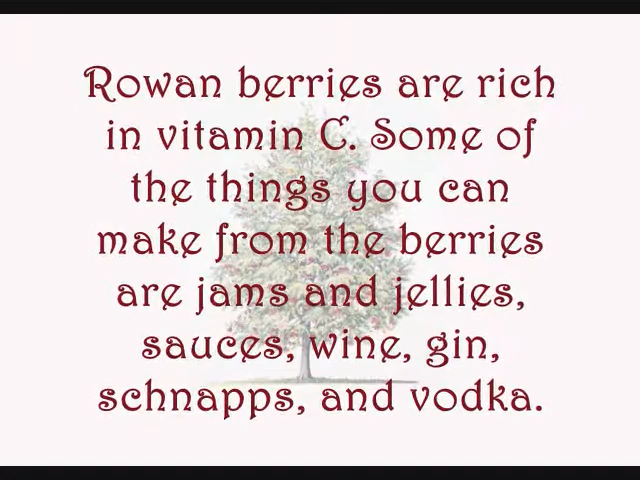 Rowan berries are rich
in vitamin C. Some of
the things you can
make from the berries
are jams and jellies,
sauces, wine, gin,
schnapps, and vodka.